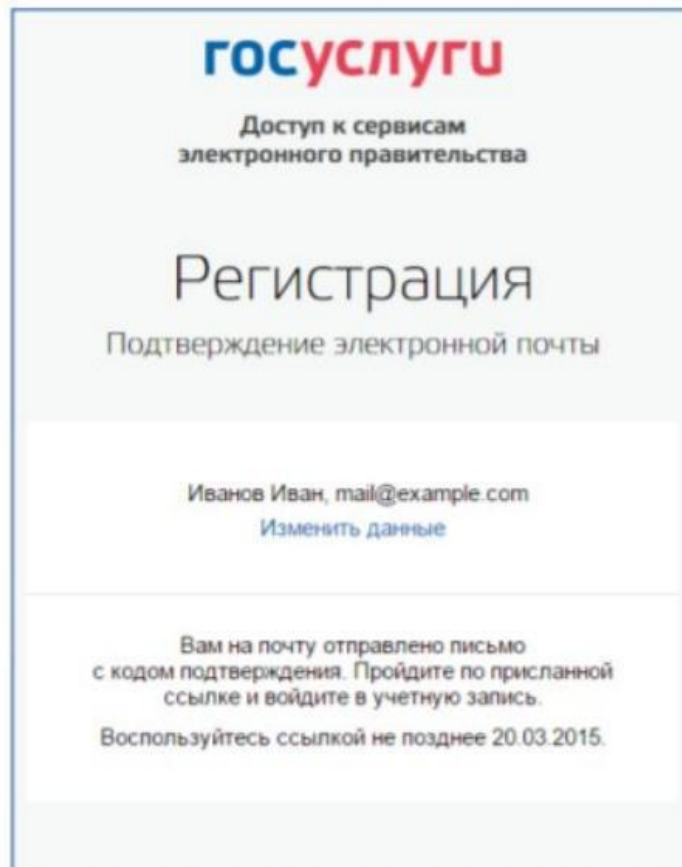 госуслуги
Доступ к сервисам
электронного правительства
Регистрация
Подтверждение электронной почты
Иванов Иван, mail@example.com
Изменить данные
Вам на почту отправлено письмо
с кодом подтверждения. Пройдите по присланной
ссылке и войдите в учетную запись.
Воспользуйтесь ссылкой не позднее 20.03.2015.